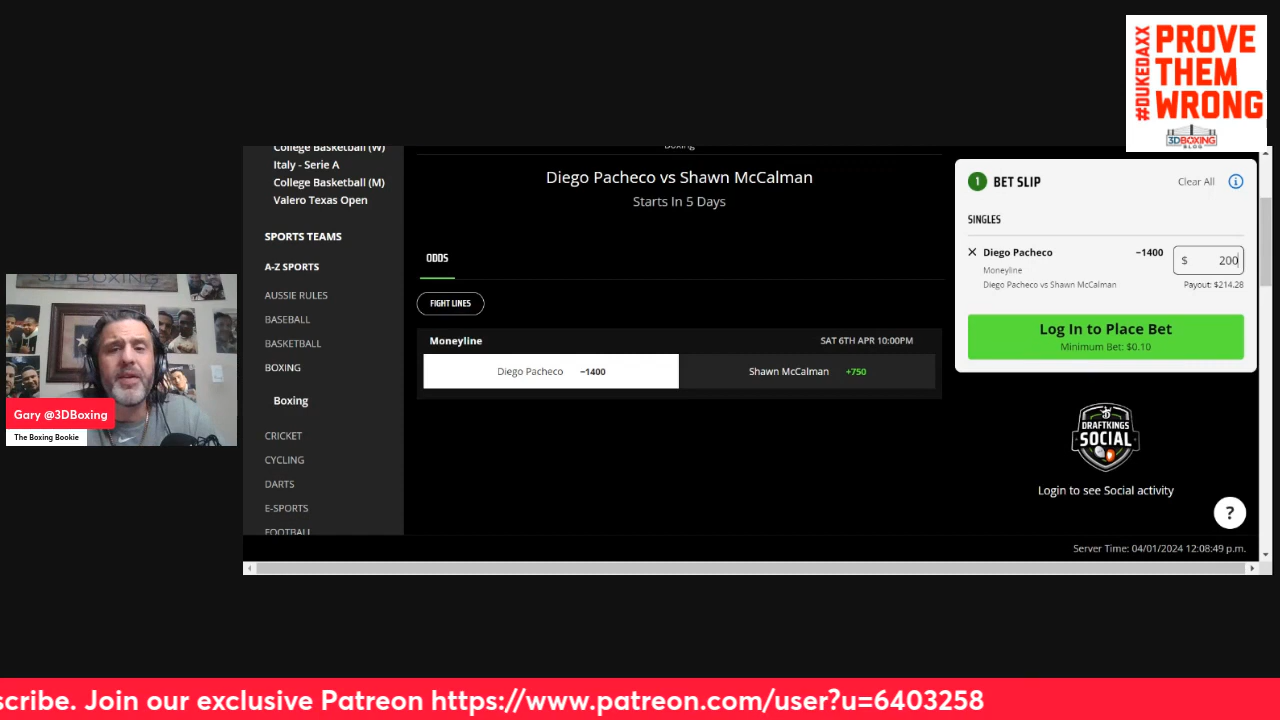 #DUKEDAXX
PROVE
THEM
WRONG
3DBOXING
BLOG
College Basketball (W)
Italy - Serie A
College Basketball (M)
Valero Texas Open
SPORTS TEAMS
A-Z SPORTS
AUSSIE RULES
BASEBALL
BASKETBALL
BOXING
Boxing
CRICKET
CYCLING
DARTS
E-SPORTS
FOOTBALL
Boxing
Diego Pacheco vs Shawn McCalman
Starts In 5 Days
ODDS
FIGHT LINES
Moneyline SAT 6TH APR 10:00PM
Diego Pacheco −1400 Shawn McCalman +750
1 BET SLIP Clear All i
SINGLES
× Diego Pacheco −1400 $ 200
Moneyline
Diego Pacheco vs Shawn McCalman Payout: $214.28
Log In to Place Bet
Minimum Bet: $0.10
DRAFTKINGS
SOCIAL
Login to see Social activity
?
Server Time: 04/01/2024 12:08:49 p.m.
3D BOXING
Gary @3DBoxing
The Boxing Bookie
scribe. Join our exclusive Patreon https://www.patreon.com/user?u=6403258